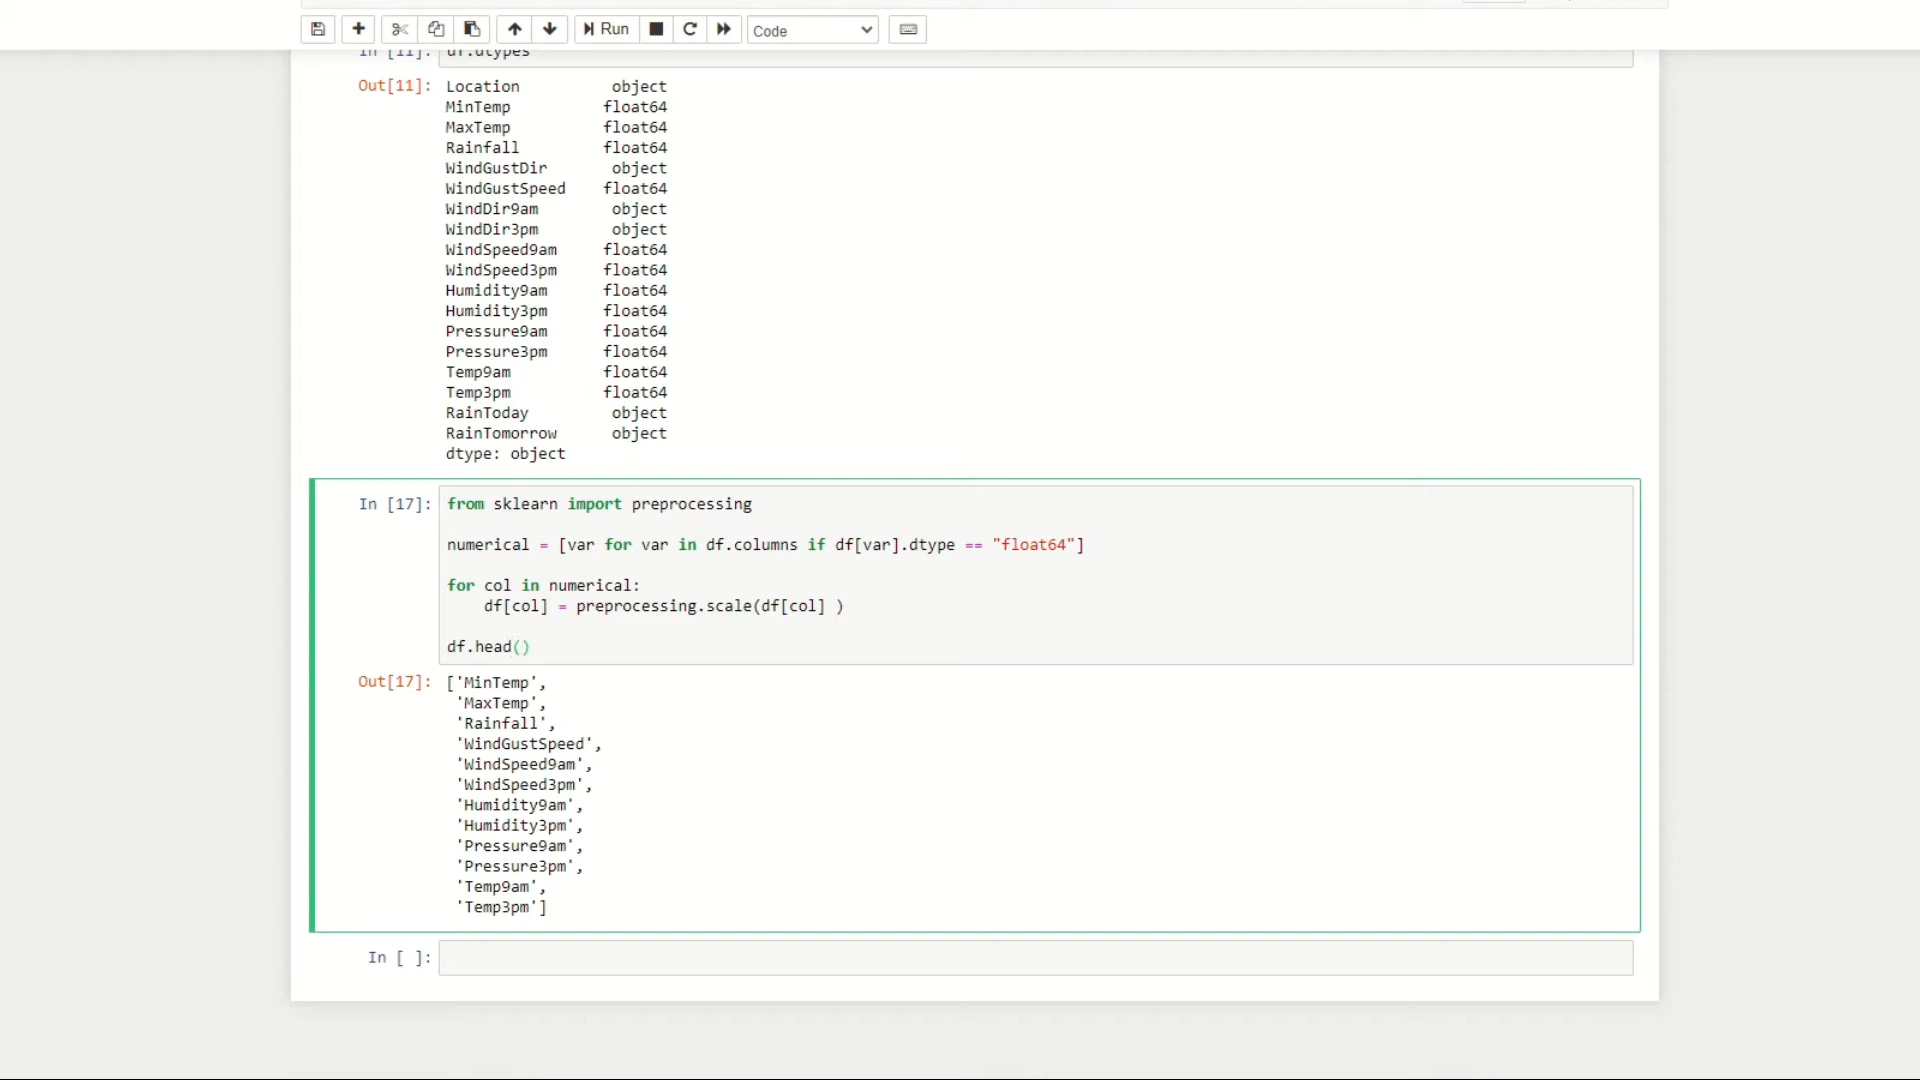 Run
Code
In [11]: df.dtypes
Out[11]: Location object
MinTemp float64
MaxTemp float64
Rainfall float64
WindGustDir object
WindGustSpeed float64
WindDir9am object
WindDir3pm object
WindSpeed9am float64
WindSpeed3pm float64
Humidity9am float64
Humidity3pm float64
Pressure9am float64
Pressure3pm float64
Temp9am float64
Temp3pm float64
RainToday object
RainTomorrow object
dtype: object
In [17]: from sklearn import preprocessing
numerical = [var for var in df.columns if df[var].dtype == "float64"]
for col in numerical:
    df[col] = preprocessing.scale(df[col] )
df.head()
Out[17]: ['MinTemp',
'MaxTemp',
'Rainfall',
'WindGustSpeed',
'WindSpeed9am',
'WindSpeed3pm',
'Humidity9am',
'Humidity3pm',
'Pressure9am',
'Pressure3pm',
'Temp9am',
'Temp3pm']
In [ ]: